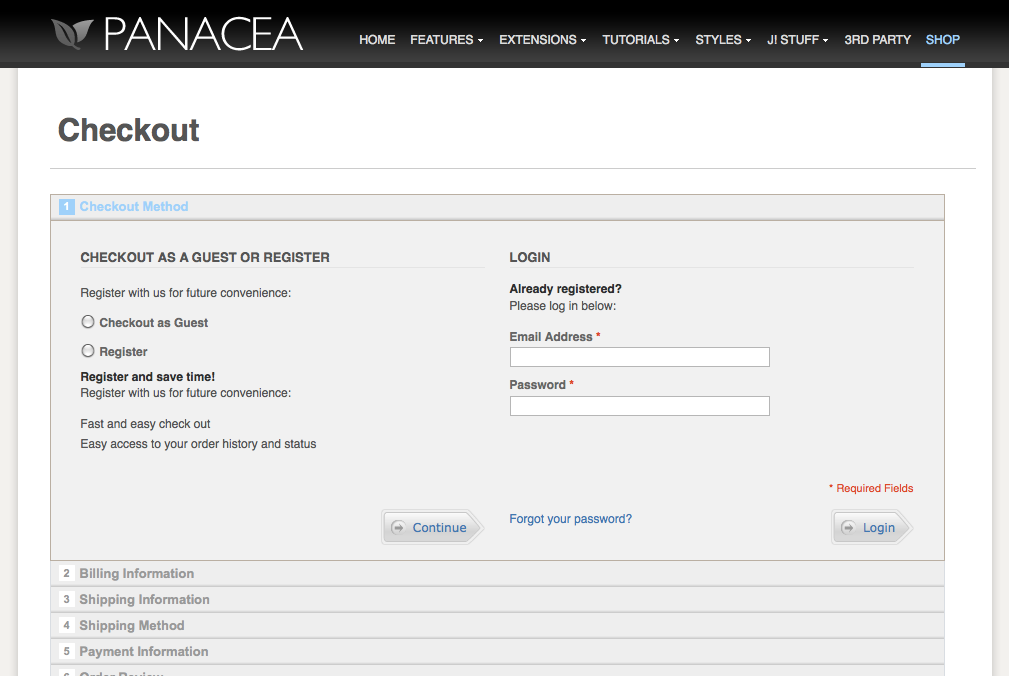 PANACEA
HOME FEATURES EXTENSIONS TUTORIALS STYLES J! STUFF 3RD PARTY SHOP
Checkout
1 Checkout Method
CHECKOUT AS A GUEST OR REGISTER
Register with us for future convenience:
Checkout as Guest
Register
Register and save time!
Register with us for future convenience:
Fast and easy check out
Easy access to your order history and status
Continue
LOGIN
Already registered?
Please log in below:
Email Address *
Password *
* Required Fields
Forgot your password?
Login
2 Billing Information
3 Shipping Information
4 Shipping Method
5 Payment Information
6 Order Review